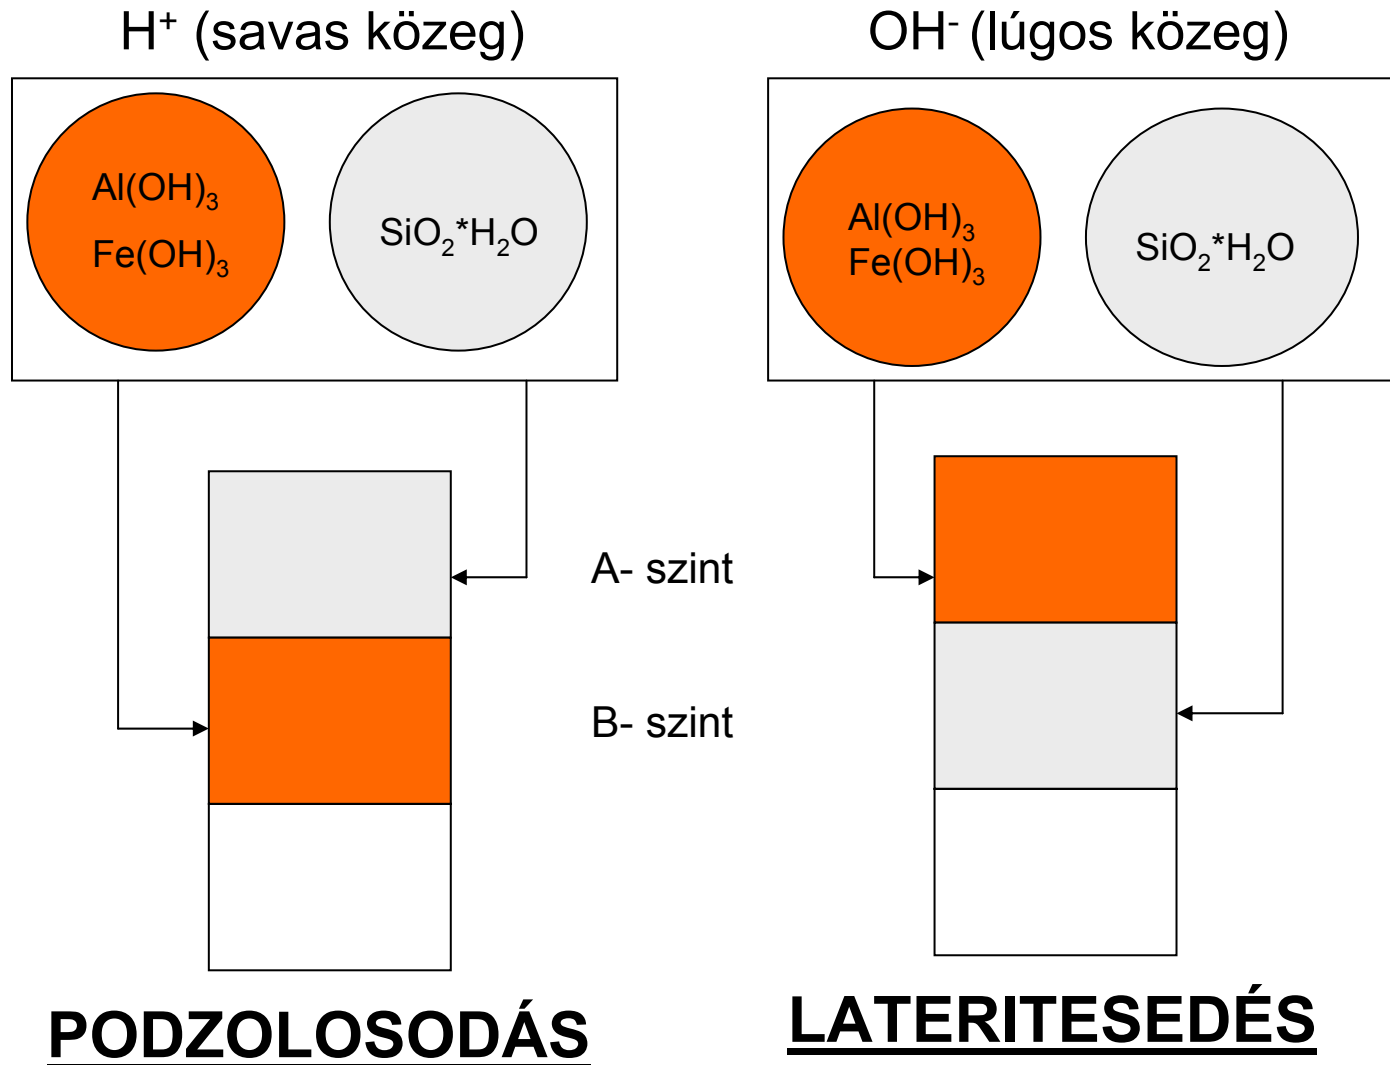 H⁺ (savas közeg)
Al(OH)₃
Fe(OH)₃
SiO₂*H₂O
OH⁻ (lúgos közeg)
Al(OH)₃
Fe(OH)₃
SiO₂*H₂O
A- szint
B- szint
PODZOLOSODÁS
LATERITESEDÉS